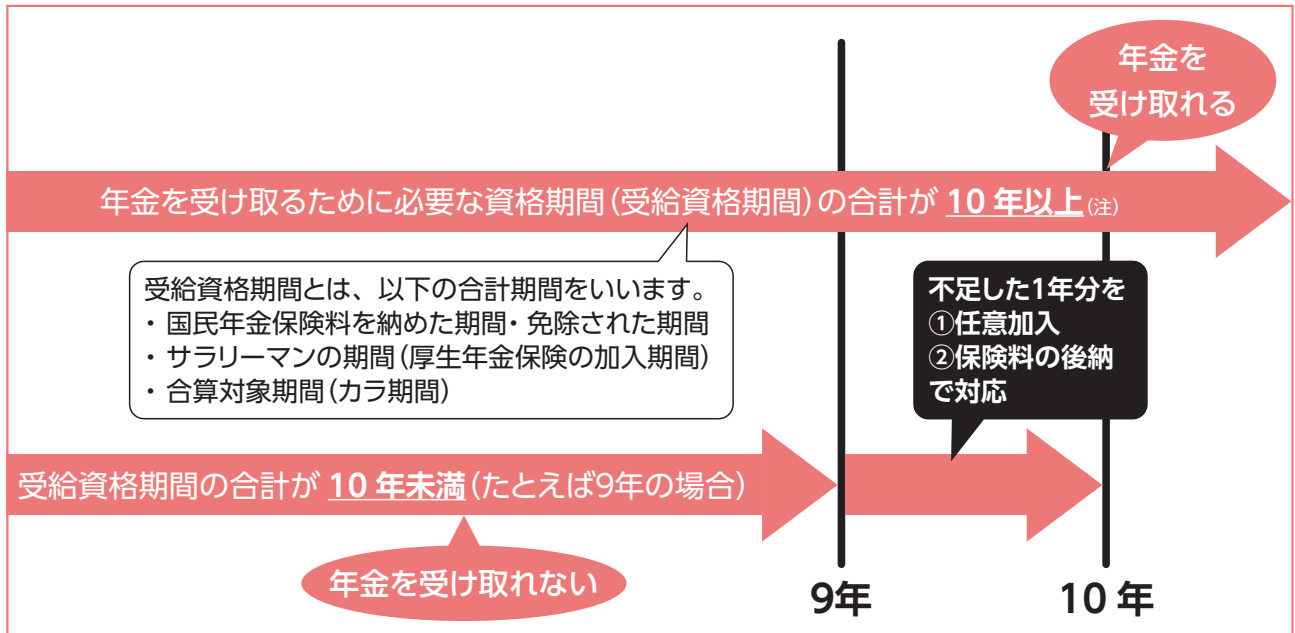 年金を
受け取れる
年金を受け取るために必要な資格期間(受給資格期間)の合計が 10 年以上(注)
受給資格期間とは、以下の合計期間をいいます。
・国民年金保険料を納めた期間・免除された期間
・サラリーマンの期間(厚生年金保険の加入期間)
・合算対象期間(カラ期間)
不足した1年分を
①任意加入
②保険料の後納
で対応
受給資格期間の合計が 10 年未満(たとえば9年の場合)
年金を受け取れない
9年
10 年